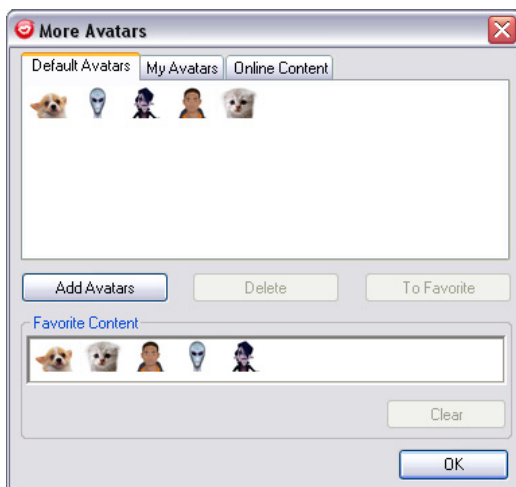 More Avatars
Default Avatars My Avatars Online Content
Add Avatars Delete To Favorite
Favorite Content
Clear
OK